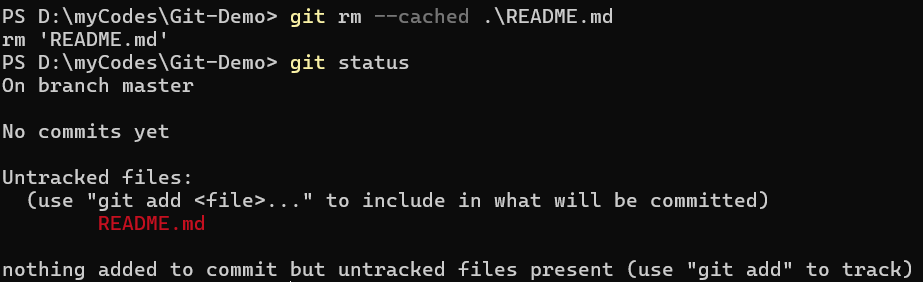 PS D:\myCodes\Git-Demo> git rm --cached .\README.md
rm 'README.md'
PS D:\myCodes\Git-Demo> git status
On branch master
No commits yet
Untracked files:
(use "git add <file>..." to include in what will be committed)
README.md
nothing added to commit but untracked files present (use "git add" to track)